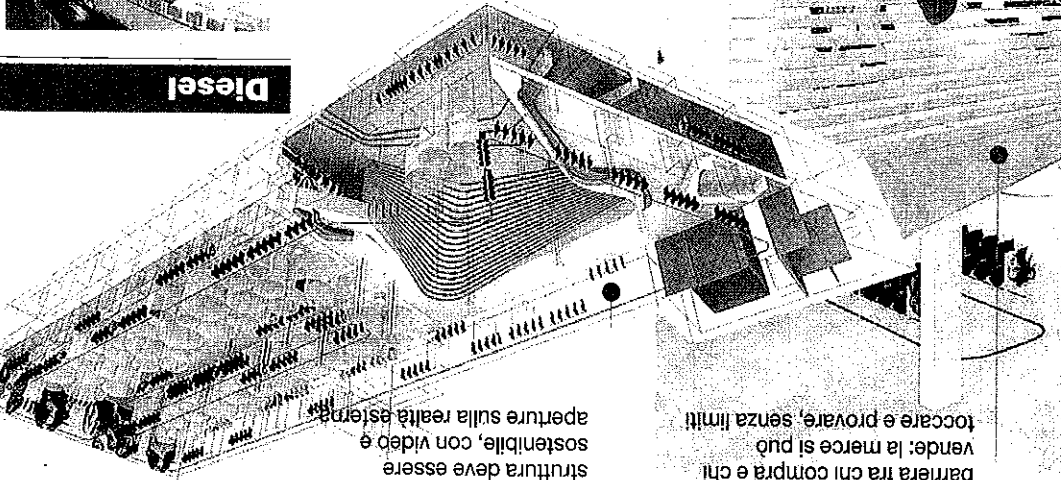 barriera tra chi compra e chi
vende: la merce si può
toccare e provare, senza limiti
struttura deve essere
sostenibile, con video e
aperture sulla realtà esterna
Diesel